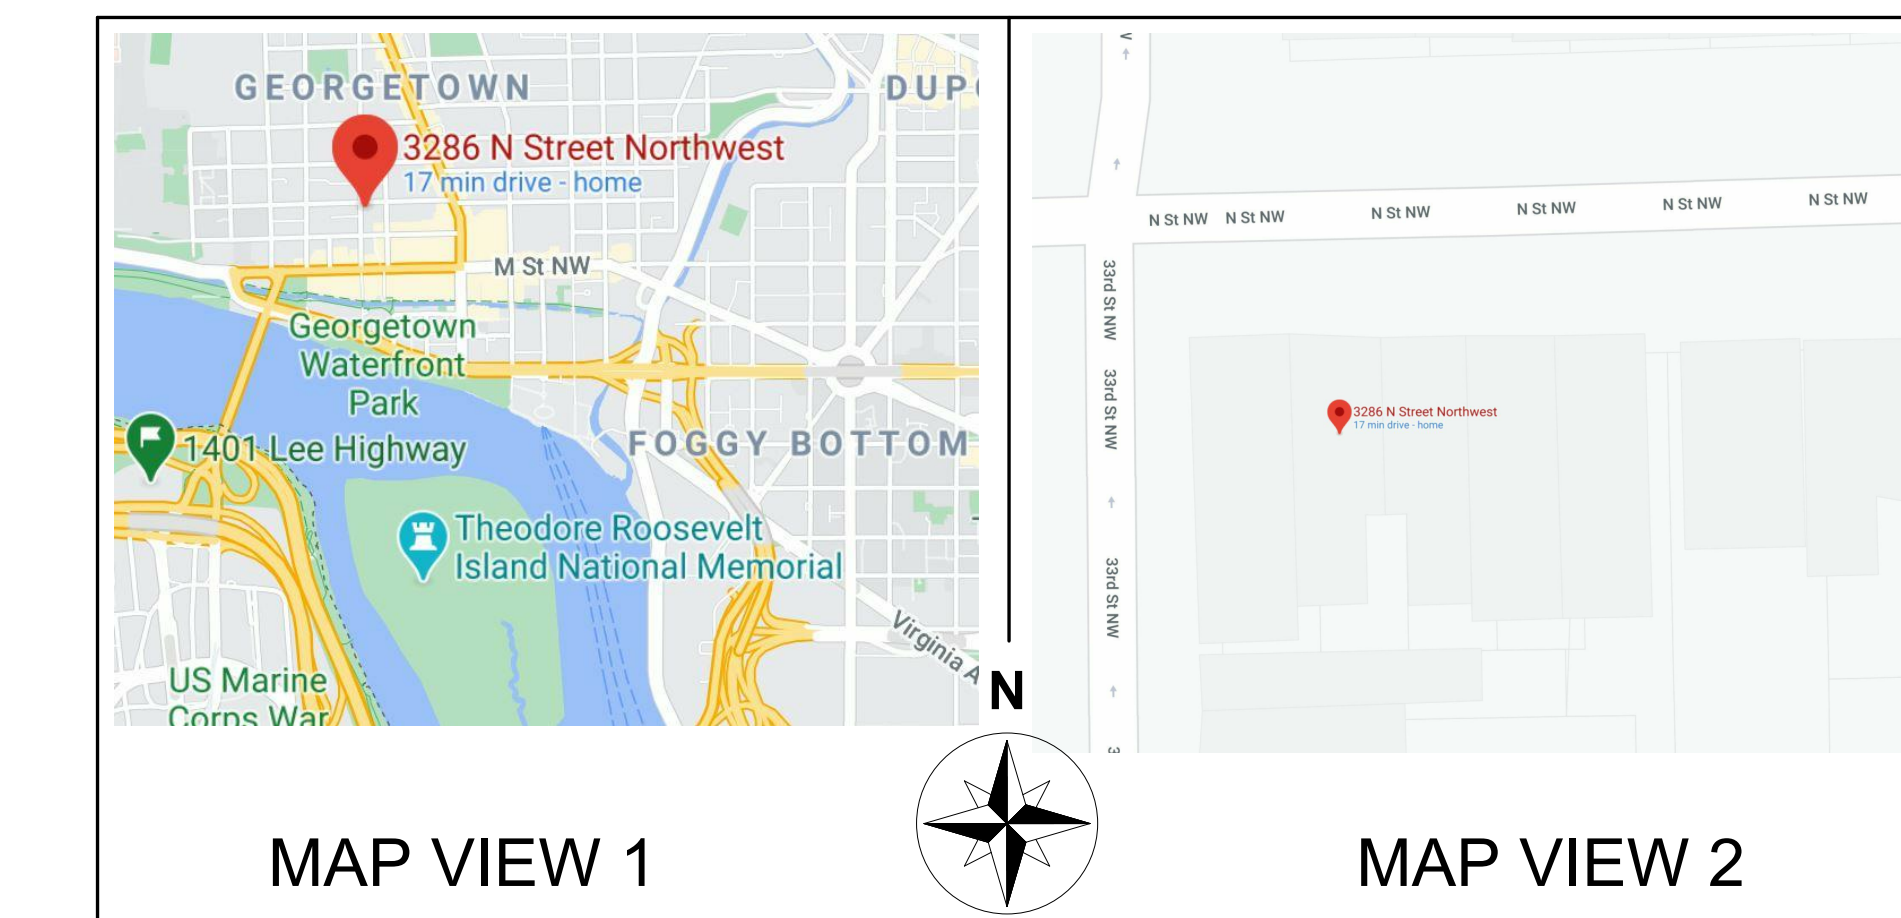 GEORGETOWN
DUP
3286 N Street Northwest
17 min drive - home
M St NW
Georgetown
Waterfront
Park
1401 Lee Highway
FOGGY BOTTOM
Theodore Roosevelt
Island National Memorial
Virginia A
US Marine
Corps War
N St NW N St NW N St NW N St NW N St NW N St NW
33rd St NW
33rd St NW
3286 N Street Northwest
17 min drive - home
33rd St NW
N
MAP VIEW 1
MAP VIEW 2